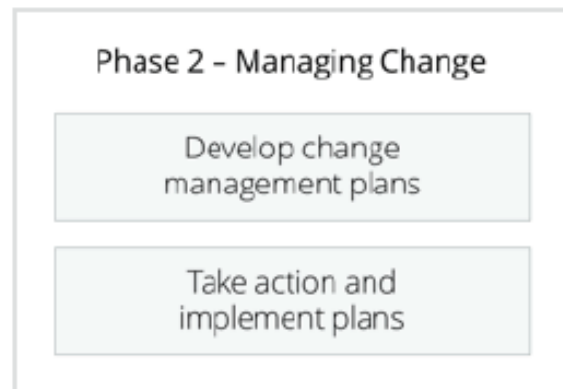 Phase 2 – Managing Change
Develop change
management plans
Take action and
implement plans